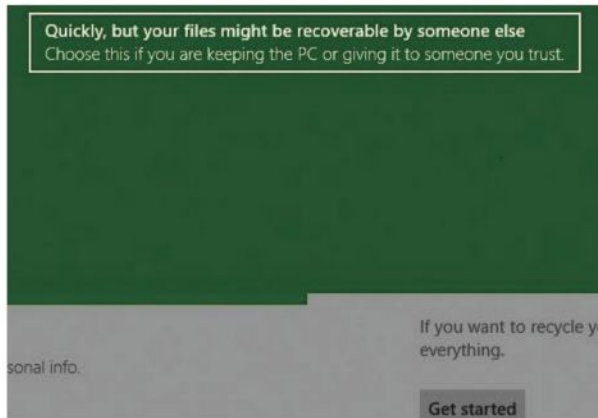 Quickly, but your files might be recoverable by someone else
Choose this if you are keeping the PC or giving it to someone you trust.
If you want to recycle
everything.
sonal info.
Get started